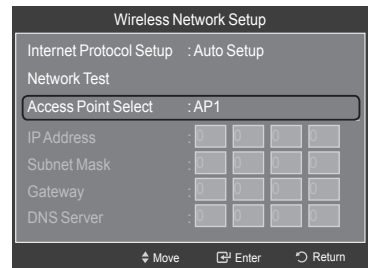 Wireless Network Setup
Internet Protocol Setup : Auto Setup
Network Test
Access Point Select : AP1
IP Address : 0 0 0 0
Subnet Mask : 0 0 0 0
Gateway : 0 0 0 0
DNS Server : 0 0 0 0
Move Enter Return